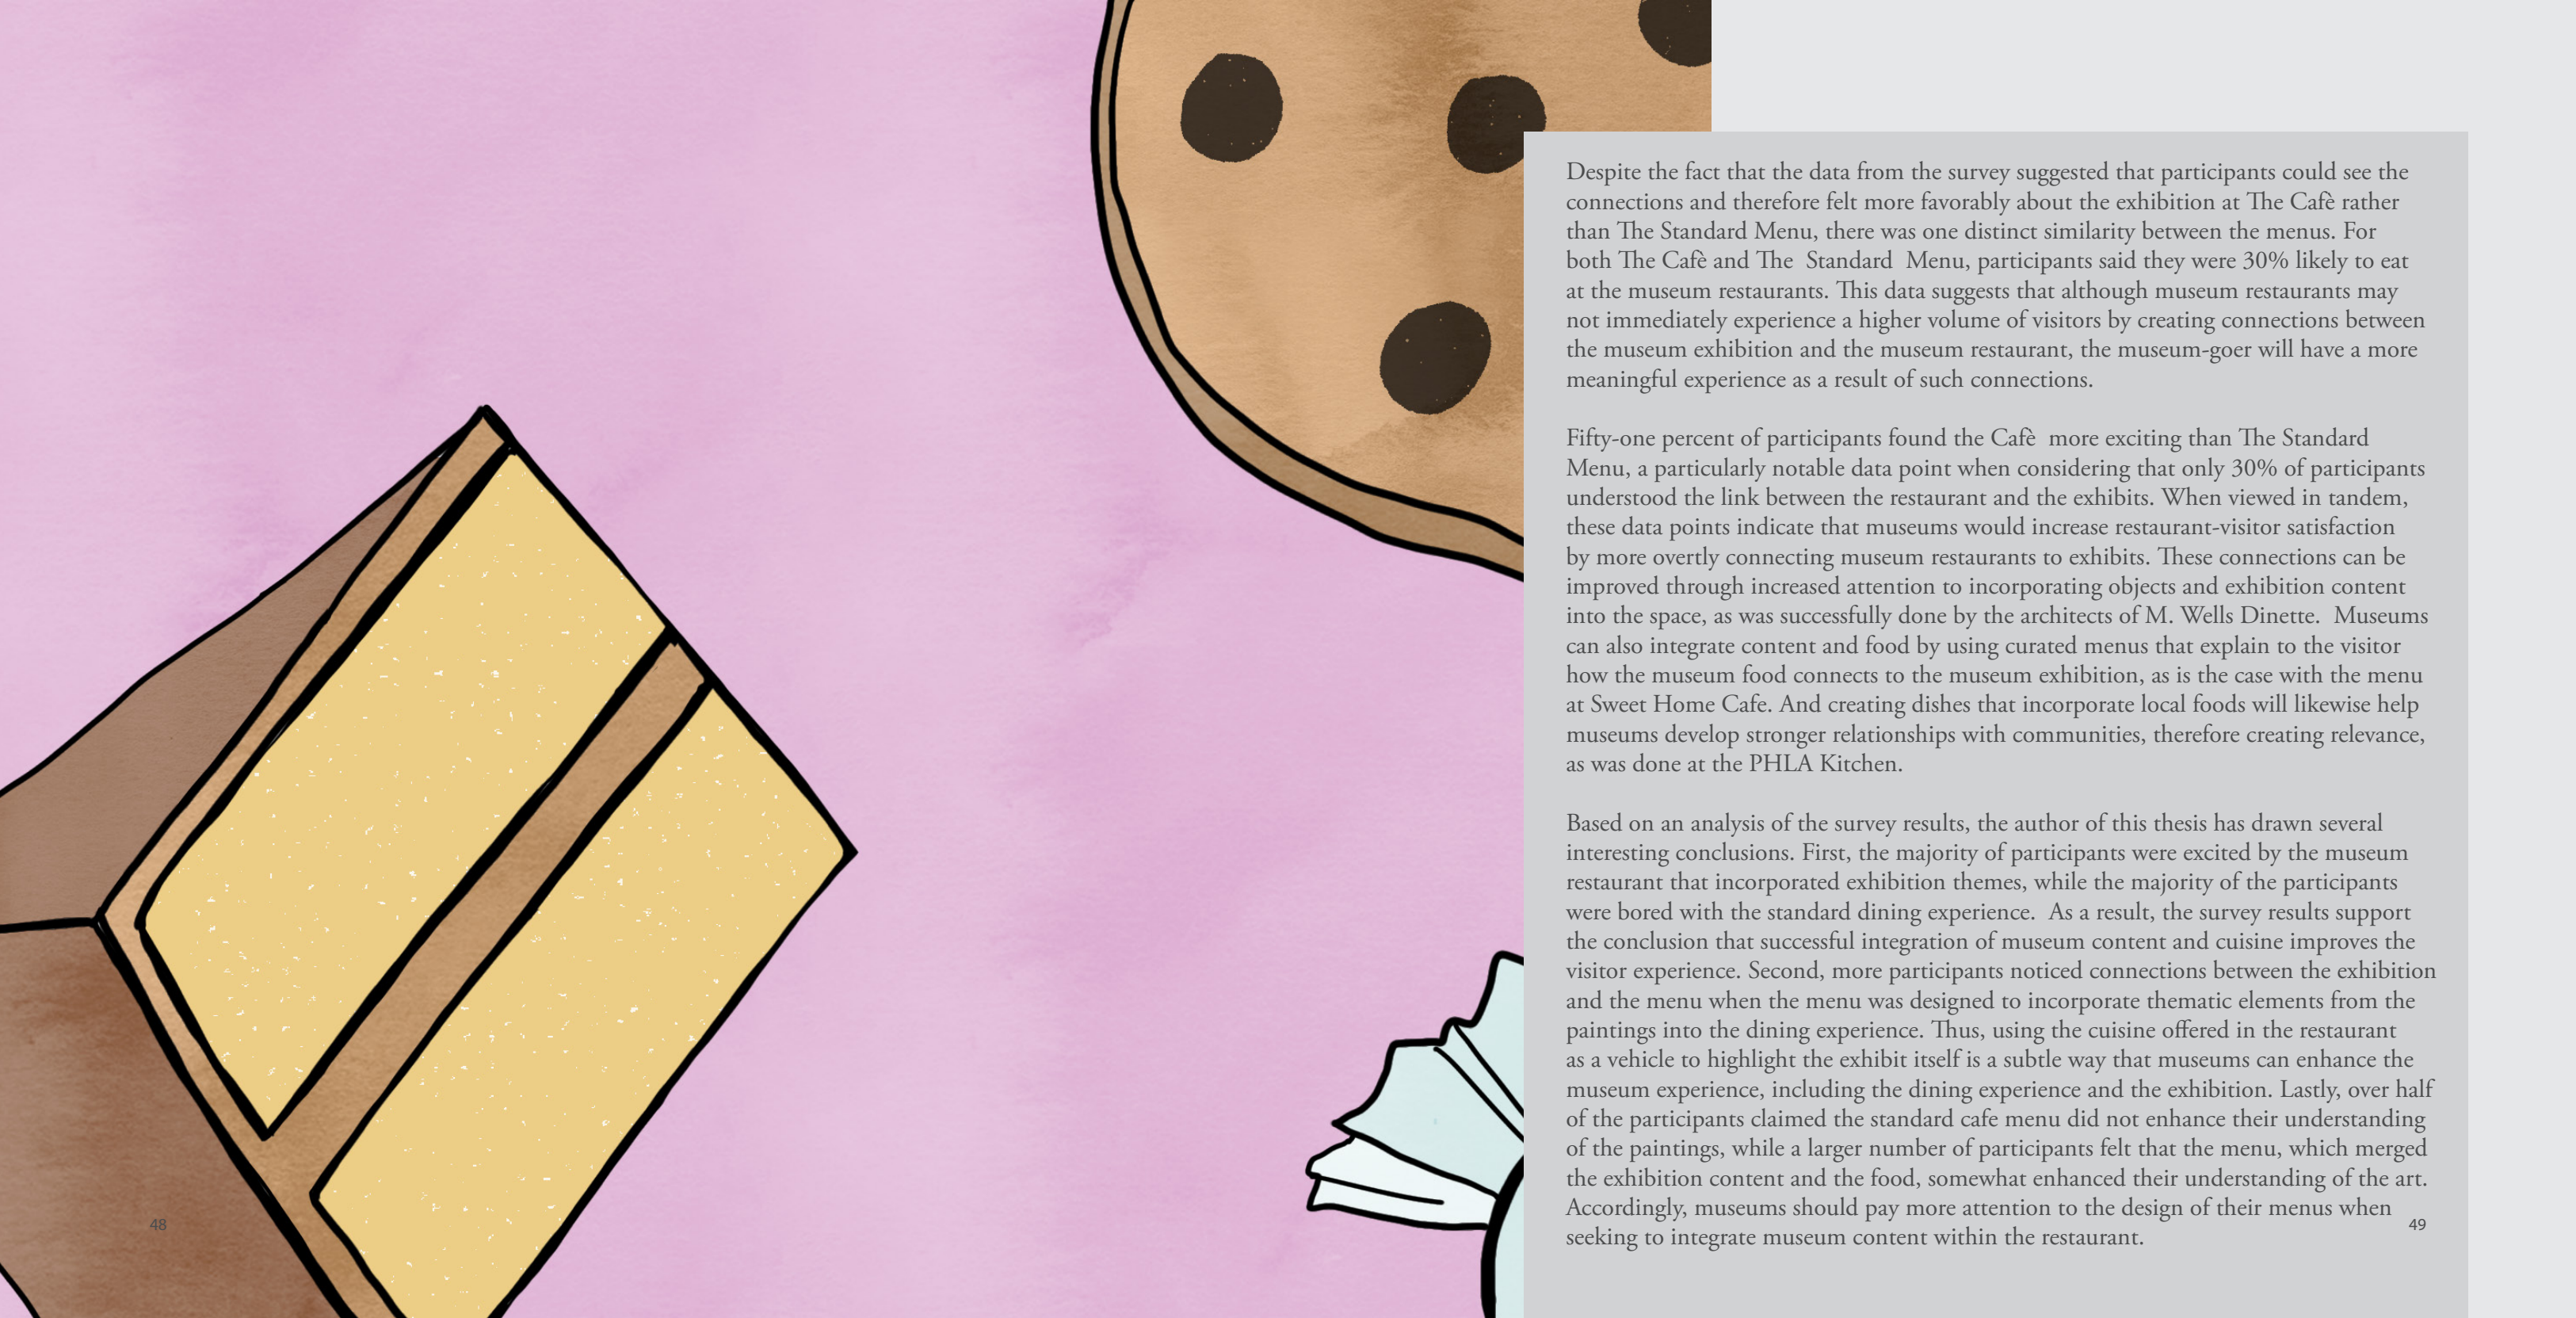 Despite the fact that the data from the survey suggested that participants could see the
connections and therefore felt more favorably about the exhibition at The Cafè rather
than The Standard Menu, there was one distinct similarity between the menus. For
both The Cafè and The  Standard  Menu, participants said they were 30% likely to eat
at the museum restaurants. This data suggests that although museum restaurants may
not immediately experience a higher volume of visitors by creating connections between
the museum exhibition and the museum restaurant, the museum-goer will have a more
meaningful experience as a result of such connections.

Fifty-one percent of participants found the Cafè  more exciting than The Standard
Menu, a particularly notable data point when considering that only 30% of participants
understood the link between the restaurant and the exhibits. When viewed in tandem,
these data points indicate that museums would increase restaurant-visitor satisfaction
by more overtly connecting museum restaurants to exhibits. These connections can be
improved through increased attention to incorporating objects and exhibition content
into the space, as was successfully done by the architects of M. Wells Dinette.  Museums
can also integrate content and food by using curated menus that explain to the visitor
how the museum food connects to the museum exhibition, as is the case with the menu
at Sweet Home Cafe. And creating dishes that incorporate local foods will likewise help
museums develop stronger relationships with communities, therefore creating relevance,
as was done at the PHLA Kitchen.

Based on an analysis of the survey results, the author of this thesis has drawn several
interesting conclusions. First, the majority of participants were excited by the museum
restaurant that incorporated exhibition themes, while the majority of the participants
were bored with the standard dining experience.  As a result, the survey results support
the conclusion that successful integration of museum content and cuisine improves the
visitor experience. Second, more participants noticed connections between the exhibition
and the menu when the menu was designed to incorporate thematic elements from the
paintings into the dining experience. Thus, using the cuisine offered in the restaurant
as a vehicle to highlight the exhibit itself is a subtle way that museums can enhance the
museum experience, including the dining experience and the exhibition. Lastly, over half
of the participants claimed the standard cafe menu did not enhance their understanding
of the paintings, while a larger number of participants felt that the menu, which merged
the exhibition content and the food, somewhat enhanced their understanding of the art.
Accordingly, museums should pay more attention to the design of their menus when
seeking to integrate museum content within the restaurant.
48
49